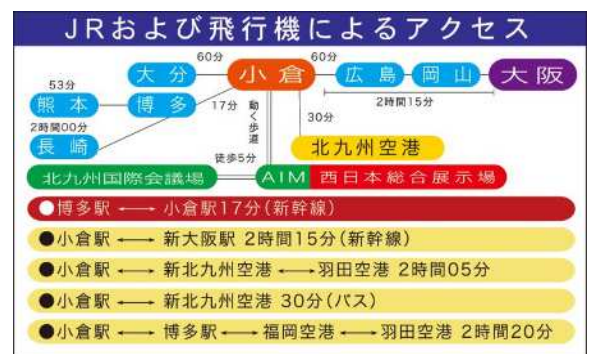 JRおよび飛行機によるアクセス
60分 60分
大分 小倉 広島 岡山 大阪
53分
熊本 博多 17分 動く歩道 2時間15分
30分
2時間00分
長崎 北九州空港
徒歩5分
北九州国際会議場 AIM 西日本総合展示場
○博多駅 ←→ 小倉駅17分(新幹線)
●小倉駅 ←→ 新大阪駅 2時間15分(新幹線)
●小倉駅 ←→ 新北九州空港 ←→ 羽田空港 2時間05分
●小倉駅 ←→ 新北九州空港 30分(バス)
●小倉駅 ←→ 博多駅 ←→ 福岡空港 ←→ 羽田空港 2時間20分